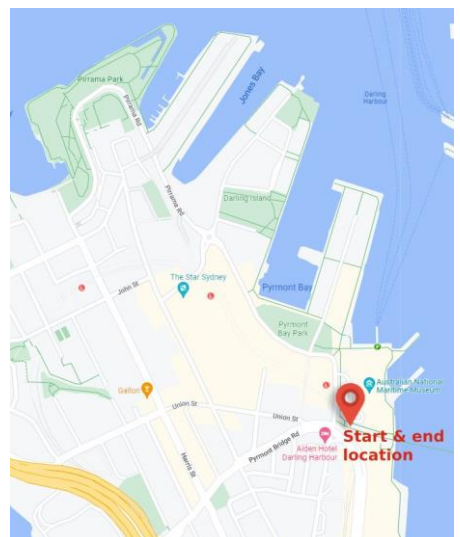 Pirrama Park
Pirrama Rd
Jones Bay
Darling
Harbour
Pirrama Rd
Darling Island
John St
The Star Sydney
Pyrmont Bay
Pyrmont
Bay Park
Australian National
Maritime Museum
Gallon
Union St
Union St
Start & end
location
Aiden Hotel
Darling Harbour
Pyrmont Bridge Rd
Harris St